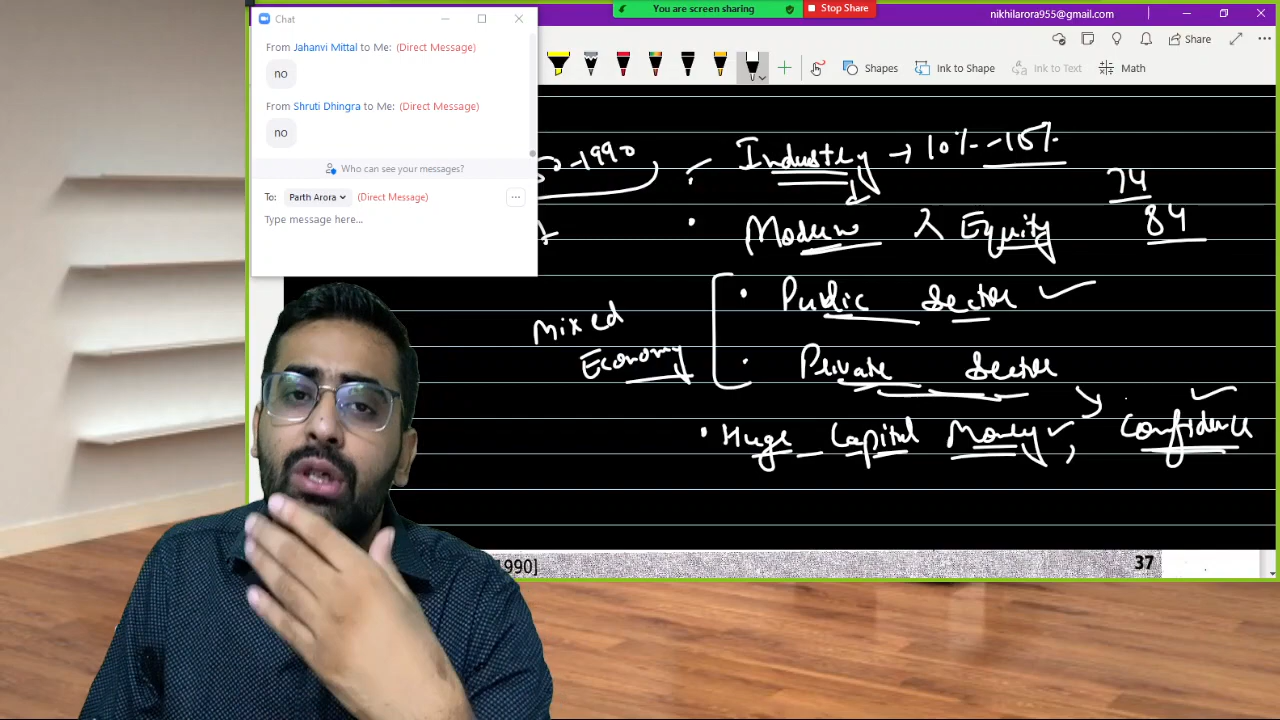 You are screen sharing
Stop Share
nikhilarora955@gmail.com
Chat
From Jahanvi Mittal to Me: (Direct Message)
no
From Shruti Dhingra to Me: (Direct Message)
no
Who can see your messages?
To: Parth Arora (Direct Message)
Type message here...
Share
Shapes
Ink to Shape
Ink to Text
Math
-1990
Industry → 10% - 15%
74
84
Modern & Equity
Mixed Economy
Public Sector ✓
Private Sector
Huge Capital Money ✓, Confidence
1990]
37